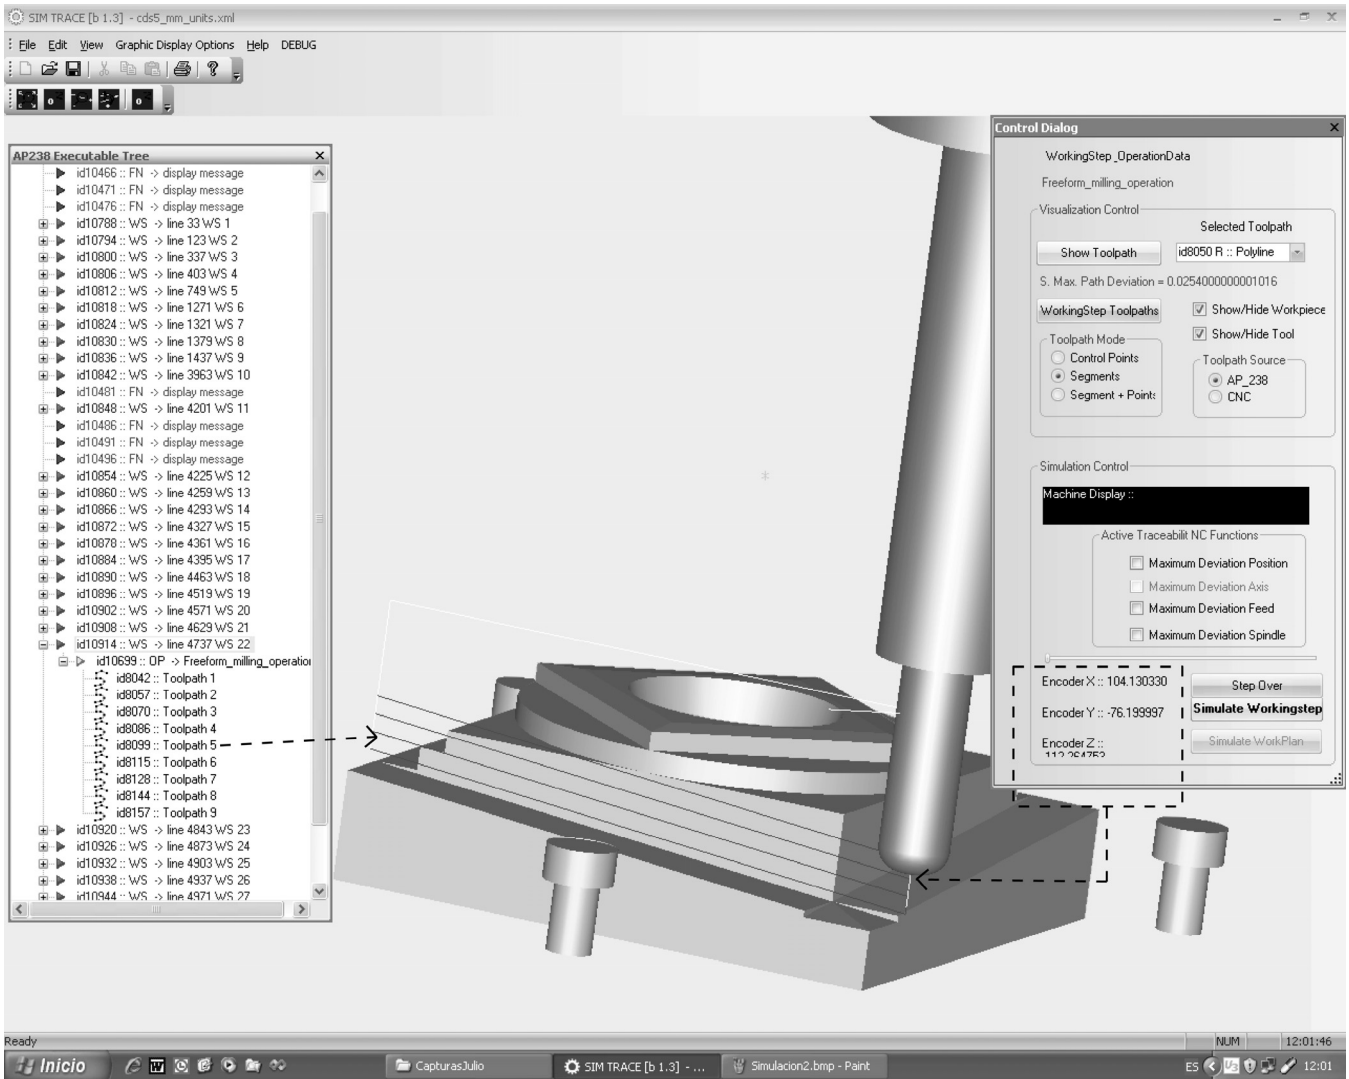 SIM TRACE [b 1.3] - cds5_mm_units.xml
File Edit View Graphic Display Options Help DEBUG
AP238 Executable Tree
id10466 :: FN -> display message
id10471 :: FN -> display message
id10476 :: FN -> display message
id10788 :: WS -> line 33 WS 1
id10794 :: WS -> line 123 WS 2
id10800 :: WS -> line 337 WS 3
id10806 :: WS -> line 403 WS 4
id10812 :: WS -> line 749 WS 5
id10818 :: WS -> line 1271 WS 6
id10824 :: WS -> line 1321 WS 7
id10830 :: WS -> line 1379 WS 8
id10836 :: WS -> line 1437 WS 9
id10842 :: WS -> line 3963 WS 10
id10481 :: FN -> display message
id10848 :: WS -> line 4201 WS 11
id10486 :: FN -> display message
id10491 :: FN -> display message
id10496 :: FN -> display message
id10854 :: WS -> line 4225 WS 12
id10860 :: WS -> line 4259 WS 13
id10866 :: WS -> line 4293 WS 14
id10872 :: WS -> line 4327 WS 15
id10878 :: WS -> line 4361 WS 16
id10884 :: WS -> line 4395 WS 17
id10890 :: WS -> line 4463 WS 18
id10896 :: WS -> line 4519 WS 19
id10902 :: WS -> line 4571 WS 20
id10908 :: WS -> line 4629 WS 21
id10914 :: WS -> line 4737 WS 22
id10699 :: OP -> Freeform_milling_operation
id8042 :: Toolpath 1
id8057 :: Toolpath 2
id8070 :: Toolpath 3
id8086 :: Toolpath 4
id8099 :: Toolpath 5
id8115 :: Toolpath 6
id8128 :: Toolpath 7
id8144 :: Toolpath 8
id8157 :: Toolpath 9
id10920 :: WS -> line 4843 WS 23
id10926 :: WS -> line 4873 WS 24
id10932 :: WS -> line 4903 WS 25
id10938 :: WS -> line 4937 WS 26
id10944 :: WS -> line 4971 WS 27
Control Dialog
WorkingStep_OperationData
Freeform_milling_operation
Visualization Control
Selected Toolpath
Show Toolpath id8050 R :: Polyline
S. Max. Path Deviation = 0.0254000000001016
WorkingStep Toolpaths Show/Hide Workpiece
Show/Hide Tool
Toolpath Mode
Control Points
Segments
Segment + Points
Toolpath Source
AP_238
CNC
Simulation Control
Machine Display ::
Active Traceabilit NC Functions
Maximum Deviation Position
Maximum Deviation Axis
Maximum Deviation Feed
Maximum Deviation Spindle
Encoder X :: 104.130330
Encoder Y :: -76.199997
Encoder Z ::
-112.264753
Step Over
Simulate Workingstep
Simulate WorkPlan
Ready NUM 12:01:46
Inicio CapturasJulio SIM TRACE [b 1.3] - ... Simulacion2.bmp - Paint ES 12:01